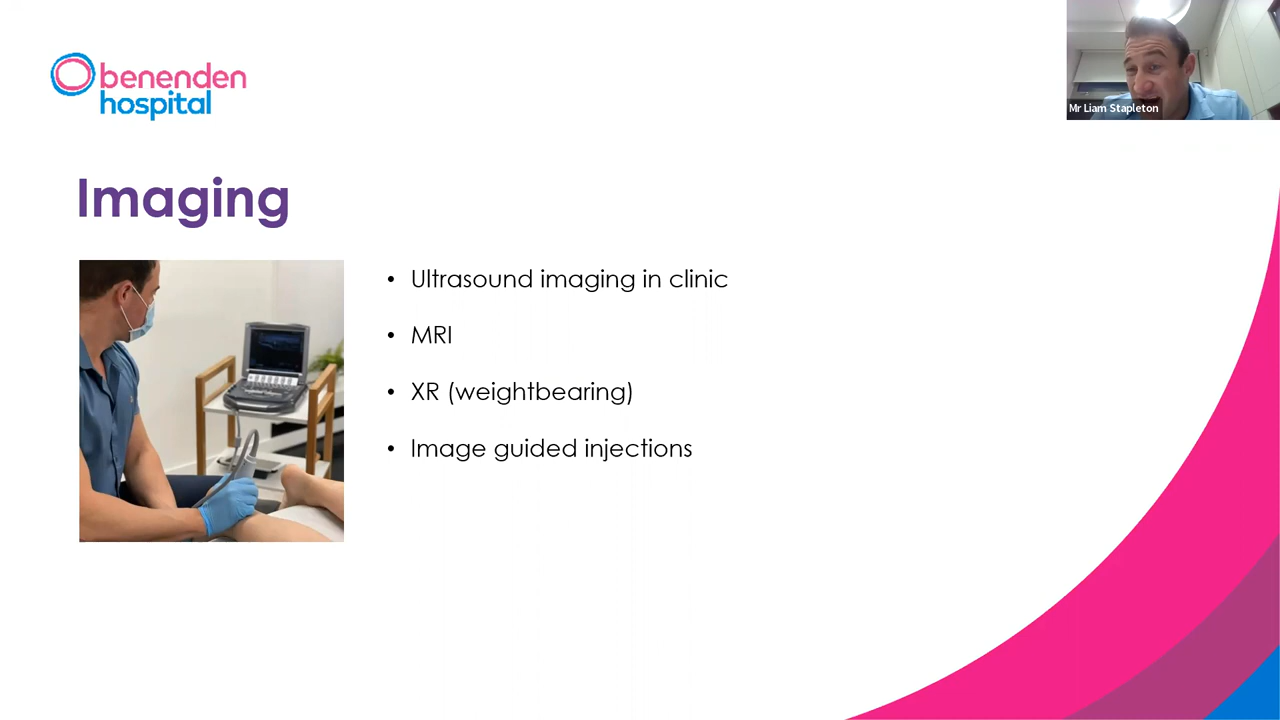 benenden
hospital
Mr Liam Stapleton
Imaging
• Ultrasound imaging in clinic
• MRI
• XR (weightbearing)
• Image guided injections